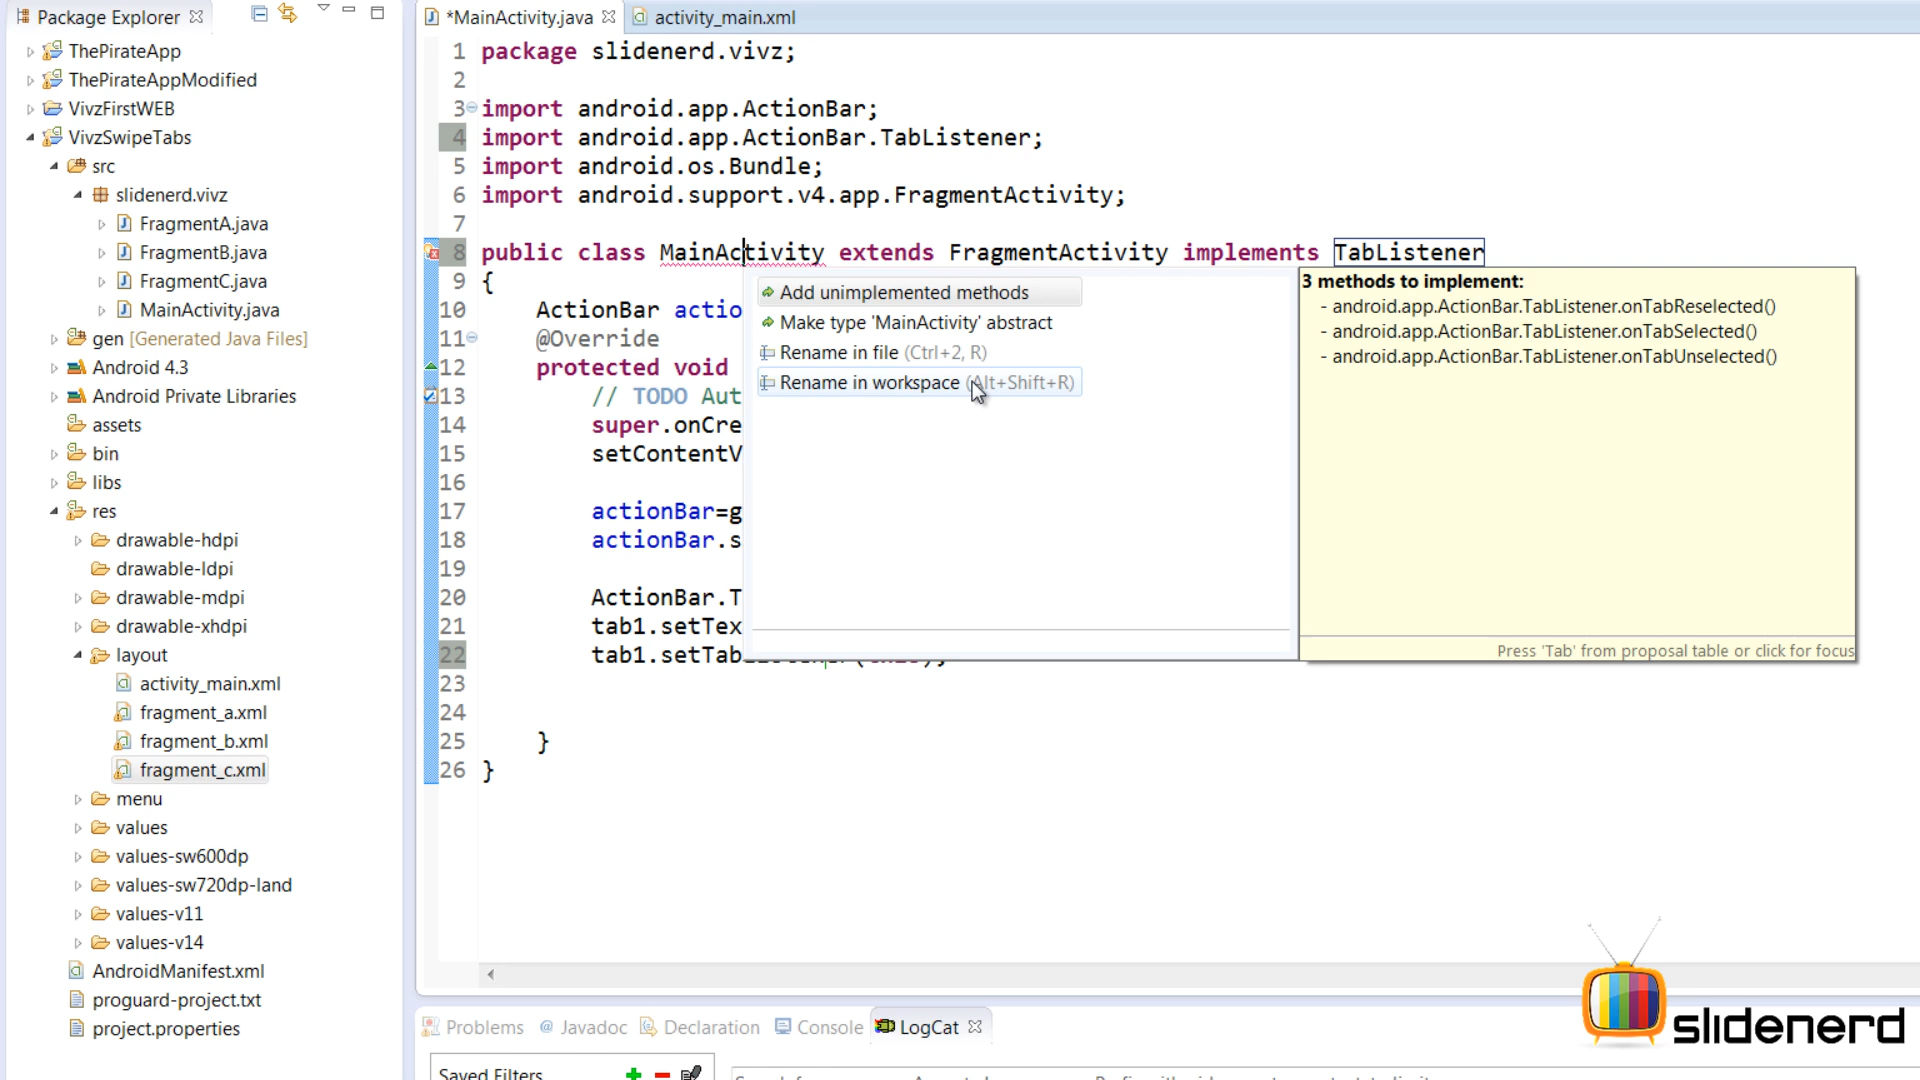 Package Explorer
ThePirateApp
ThePirateAppModified
VivzFirstWEB
VivzSwipeTabs
src
slidenerd.vivz
FragmentA.java
FragmentB.java
FragmentC.java
MainActivity.java
gen [Generated Java Files]
Android 4.3
Android Private Libraries
assets
bin
libs
res
drawable-hdpi
drawable-ldpi
drawable-mdpi
drawable-xhdpi
layout
activity_main.xml
fragment_a.xml
fragment_b.xml
fragment_c.xml
menu
values
values-sw600dp
values-sw720dp-land
values-v11
values-v14
AndroidManifest.xml
proguard-project.txt
project.properties
*MainActivity.java activity_main.xml
1 package slidenerd.vivz;
2
3 import android.app.ActionBar;
4 import android.app.ActionBar.TabListener;
5 import android.os.Bundle;
6 import android.support.v4.app.FragmentActivity;
7
8 public class MainActivity extends FragmentActivity implements TabListener
9 {
10 ActionBar actio
11 @Override
12 protected void
13 // TODO Aut
14 super.onCre
15 setContentV
16
17 actionBar=g
18 actionBar.s
19
20 ActionBar.T
21 tab1.setTex
22 tab1.setTab
23
24
25 }
26 }
Add unimplemented methods
Make type 'MainActivity' abstract
Rename in file (Ctrl+2, R)
Rename in workspace (Alt+Shift+R)
3 methods to implement:
- android.app.ActionBar.TabListener.onTabReselected()
- android.app.ActionBar.TabListener.onTabSelected()
- android.app.ActionBar.TabListener.onTabUnselected()
Press 'Tab' from proposal table or click for focus
Problems @ Javadoc Declaration Console LogCat
Saved Filters
slidenerd